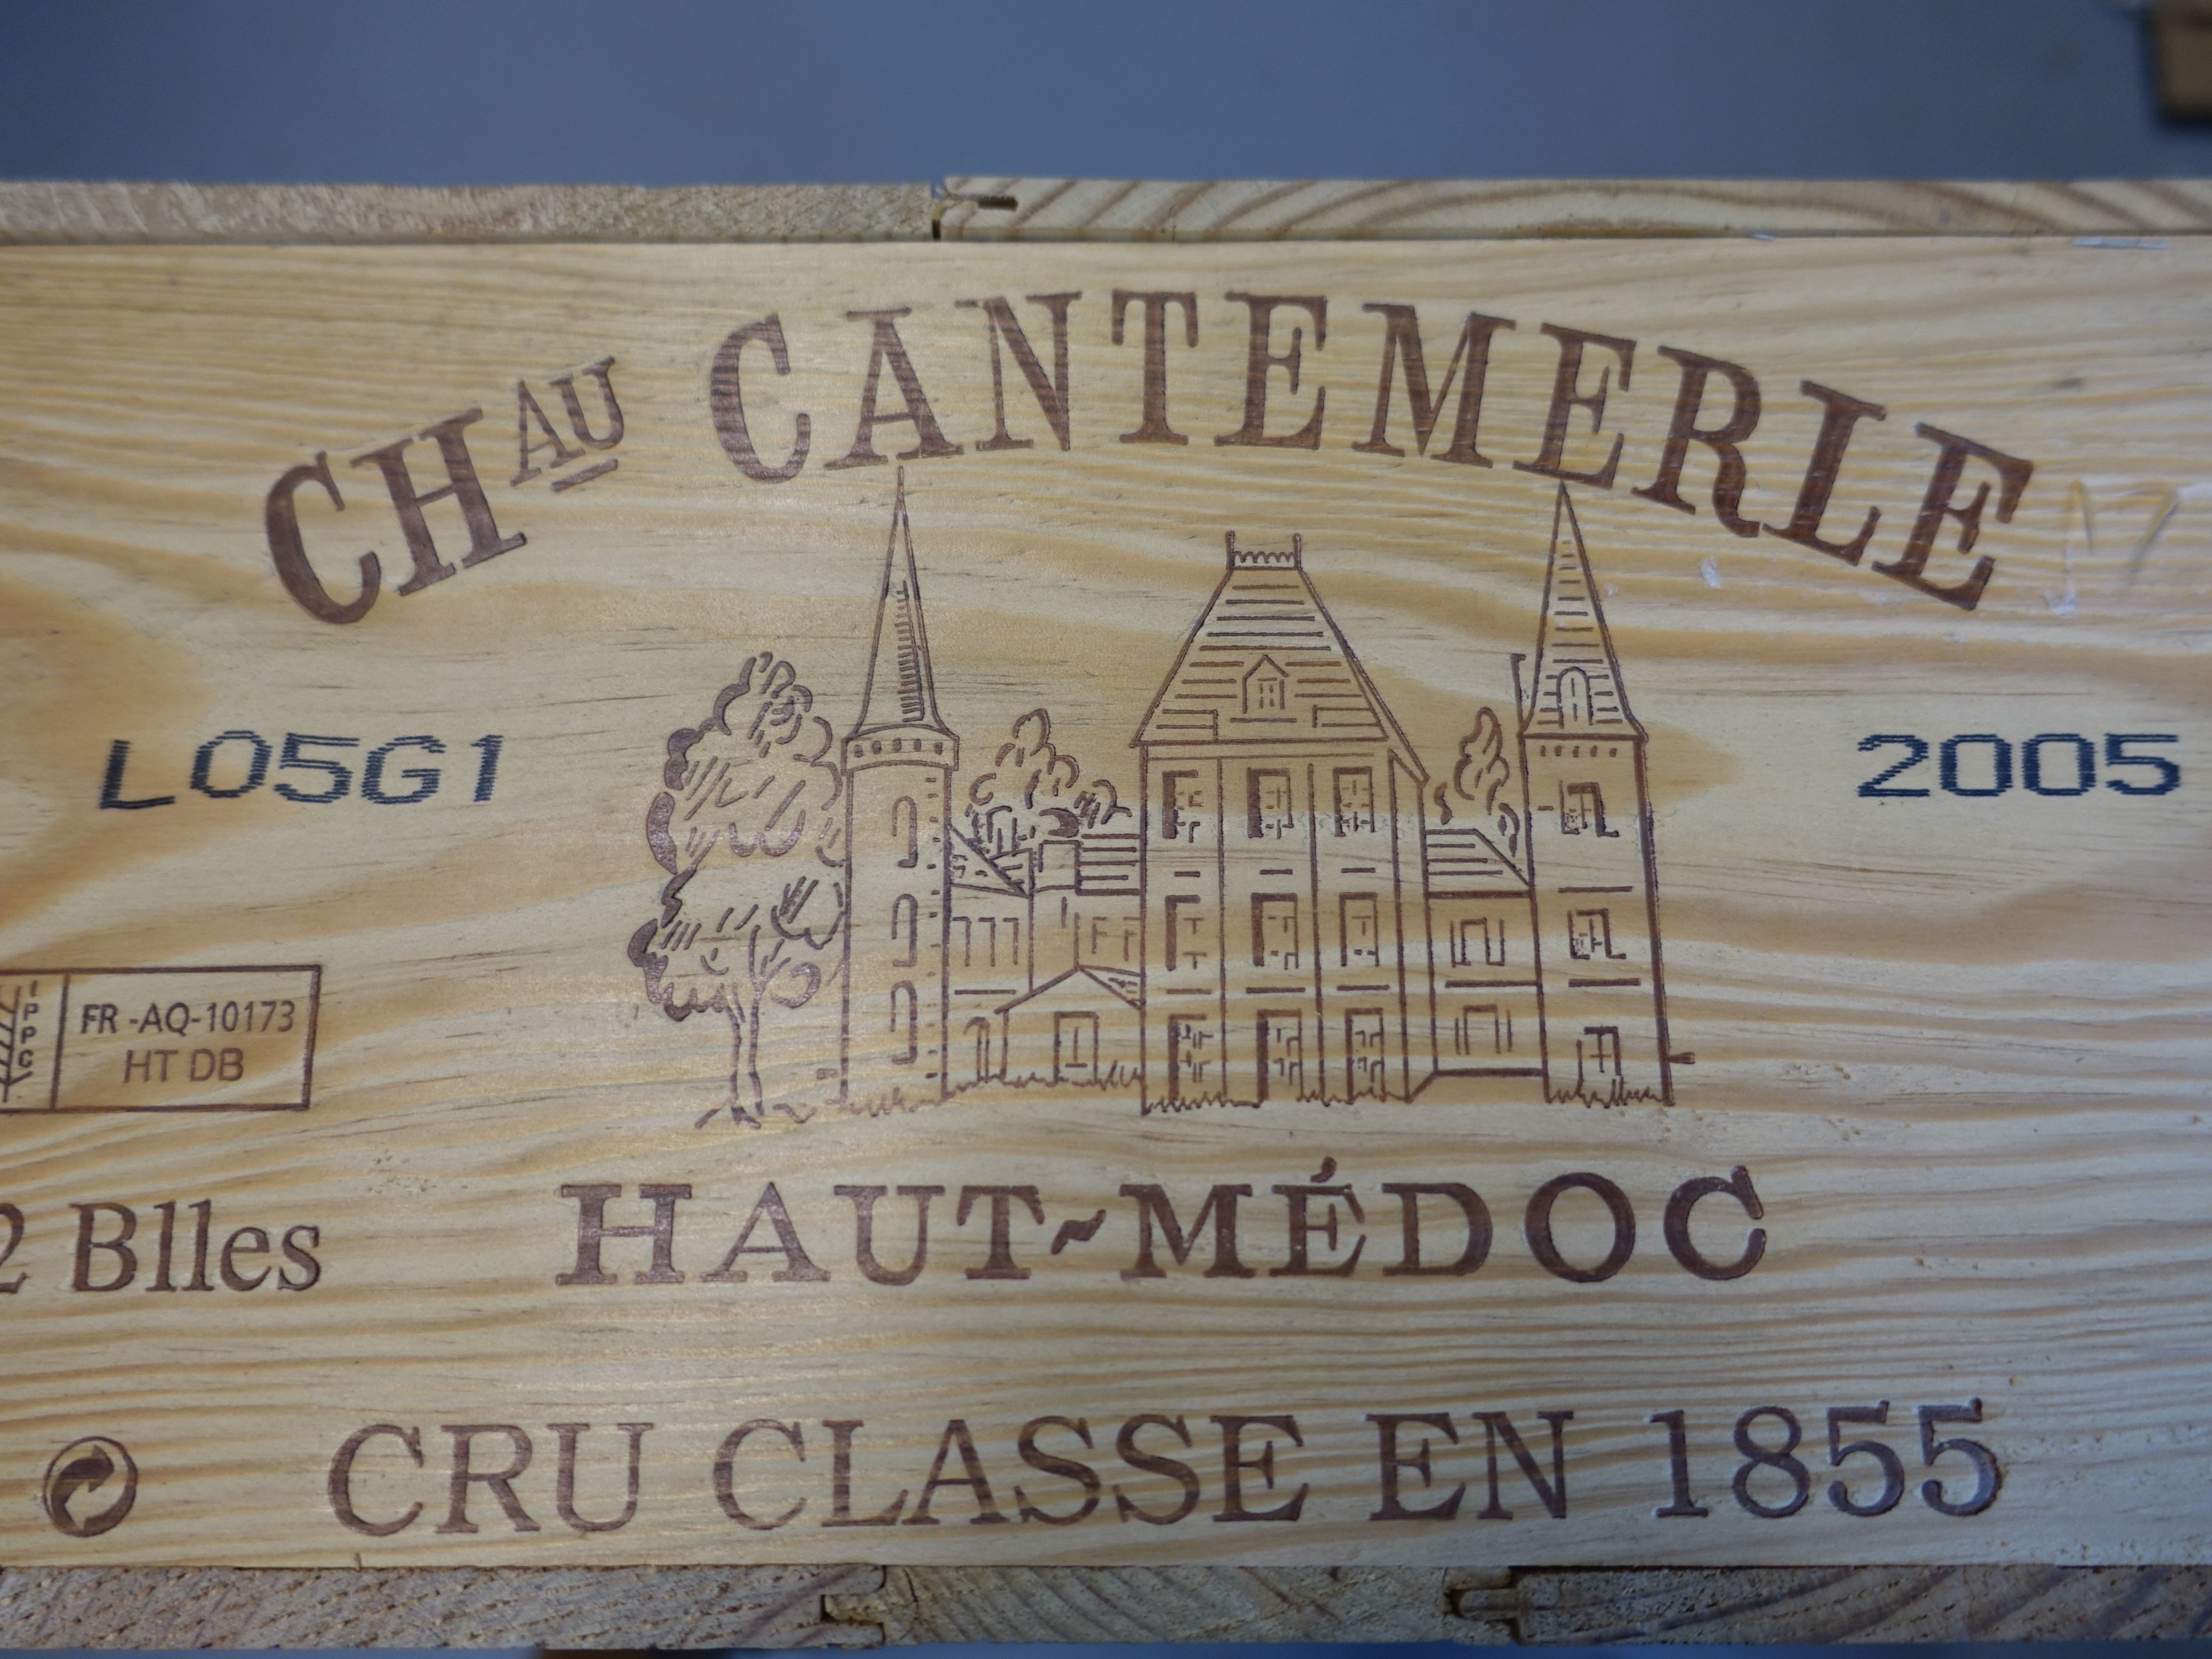 CHAU CANTEMERLE
L05G1
2005
IPPC
FR -AQ-10173
HT DB
2 Blles
HAUT-MÉDOC
CRU CLASSE EN 1855